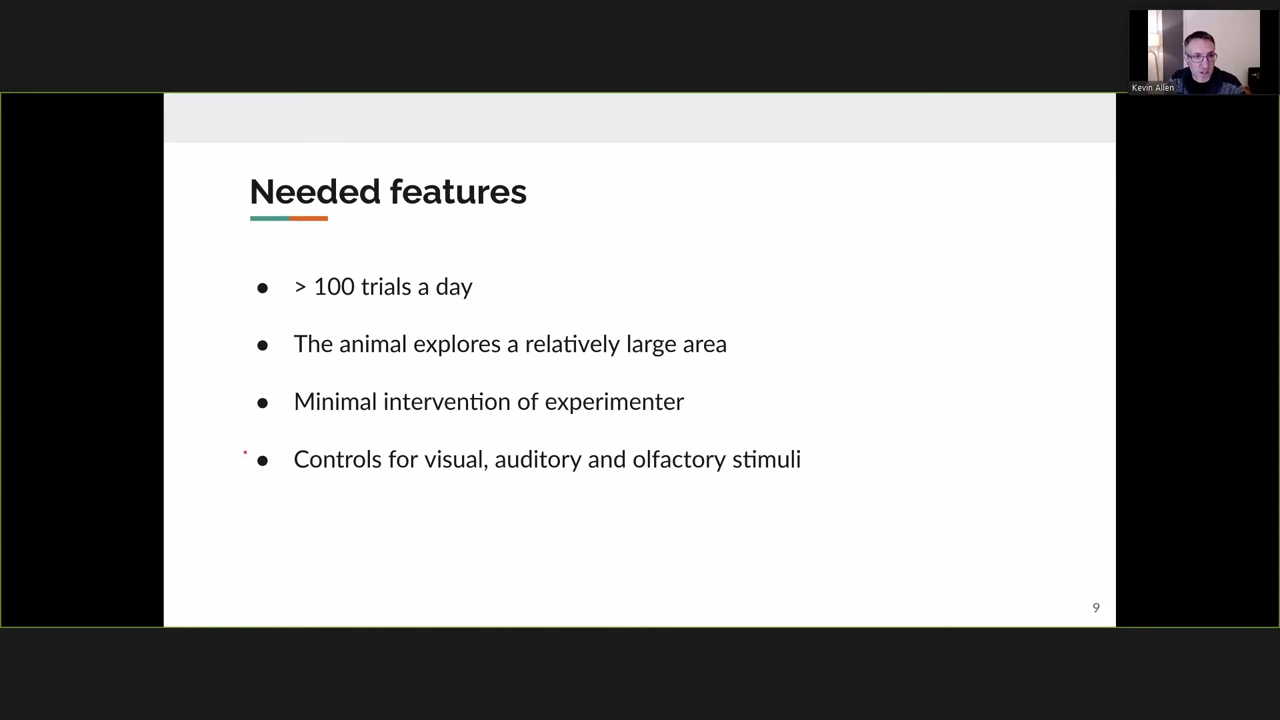 Kevin Allen
Needed features
● > 100 trials a day
● The animal explores a relatively large area
● Minimal intervention of experimenter
● Controls for visual, auditory and olfactory stimuli
9